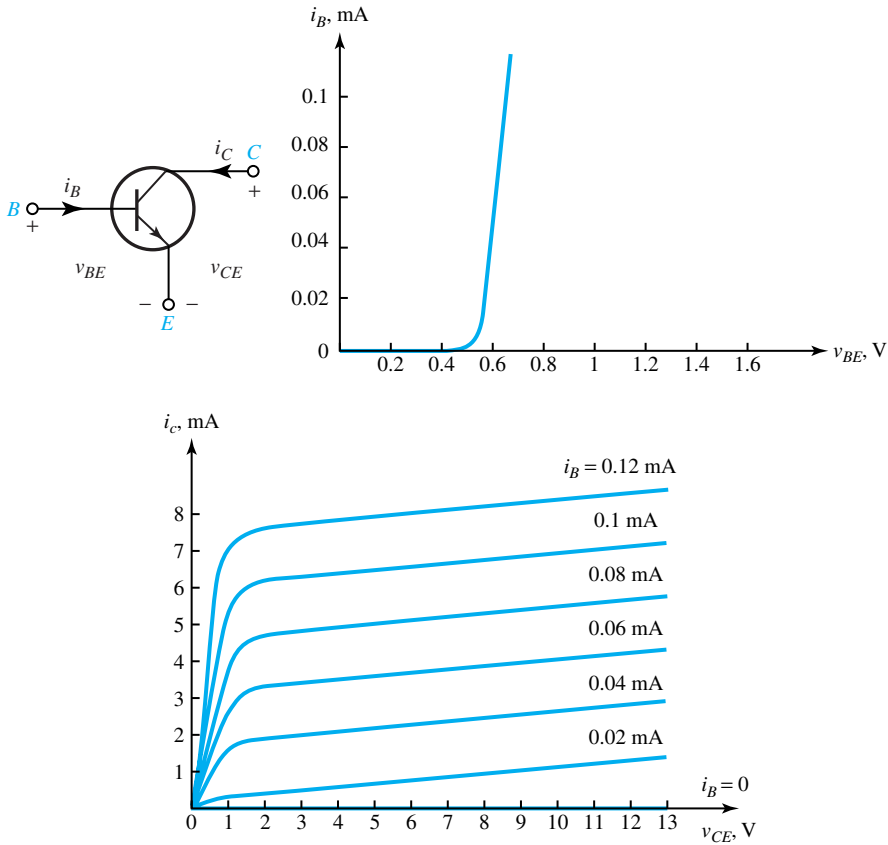 i_B, mA
0.1
0.08
0.06
0.04
0.02
0
0.2 0.4 0.6 0.8 1 1.2 1.4 1.6
v_BE, V
i_C C
+
i_B
B
+
v_BE v_CE
– –
E
i_c, mA
8
7
6
5
4
3
2
1
i_B = 0.12 mA
0.1 mA
0.08 mA
0.06 mA
0.04 mA
0.02 mA
i_B = 0
0 1 2 3 4 5 6 7 8 9 10 11 12 13
v_CE, V